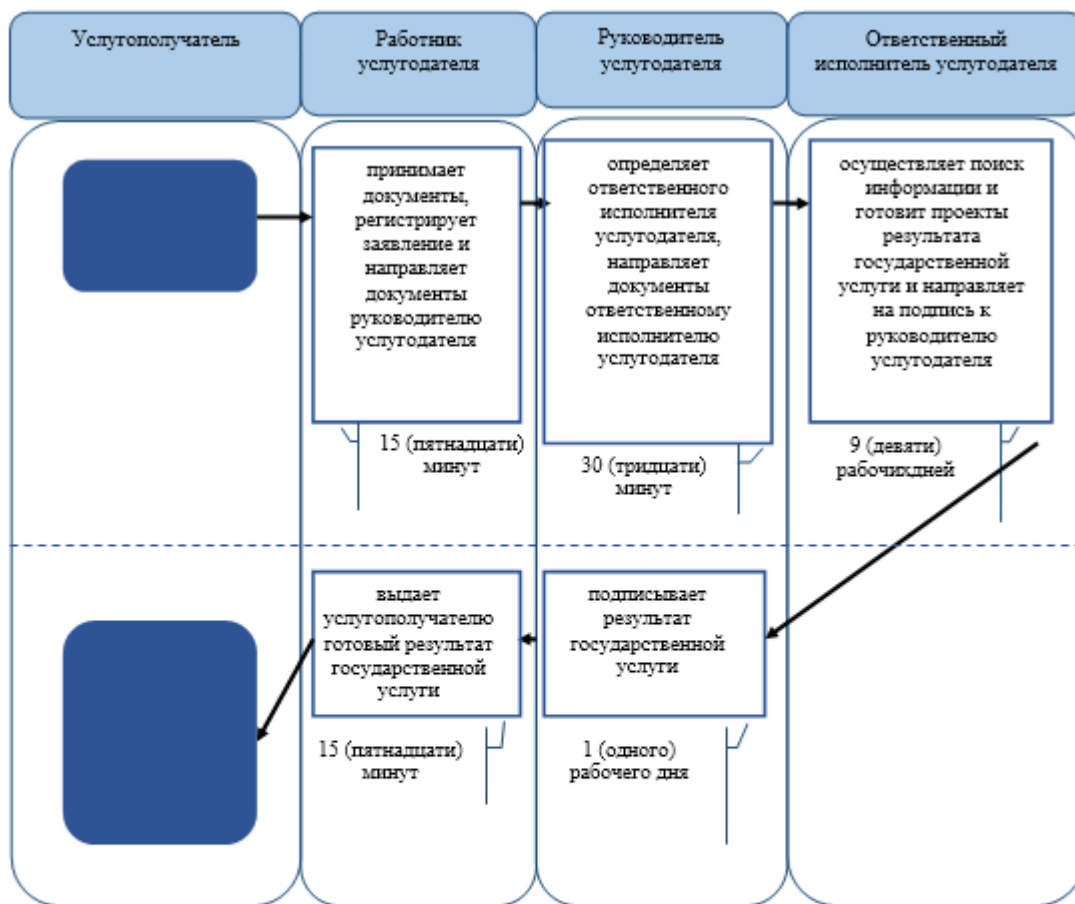 Услугополучатель
Работник
услугодателя
Руководитель
услугодателя
Ответственный
исполнитель услугодателя
принимает
документы,
регистрирует
заявление и
направляет
документы
руководителю
услугодателя
15 (пятнадцати)
минут
определяет
ответственного
исполнителя
услугодателя,
направляет
документы
ответственному
исполнителю
услугодателя
30 (тридцати)
минут
осуществляет поиск
информации и
готовит проекты
результата
государственной
услуги и направляет
на подпись к
руководителю
услугодателя
9 (девяти)
рабочихдней
выдает
услугополучателю
готовый результат
государственной
услуги
15 (пятнадцати)
минут
подписывает
результат
государственной
услуги
1 (одного)
рабочего дня